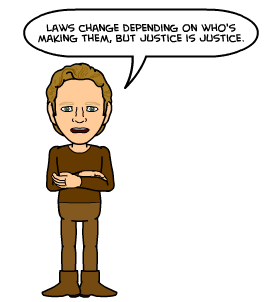 LAWS CHANGE DEPENDING ON WHO'S
MAKING THEM, BUT JUSTICE IS JUSTICE.